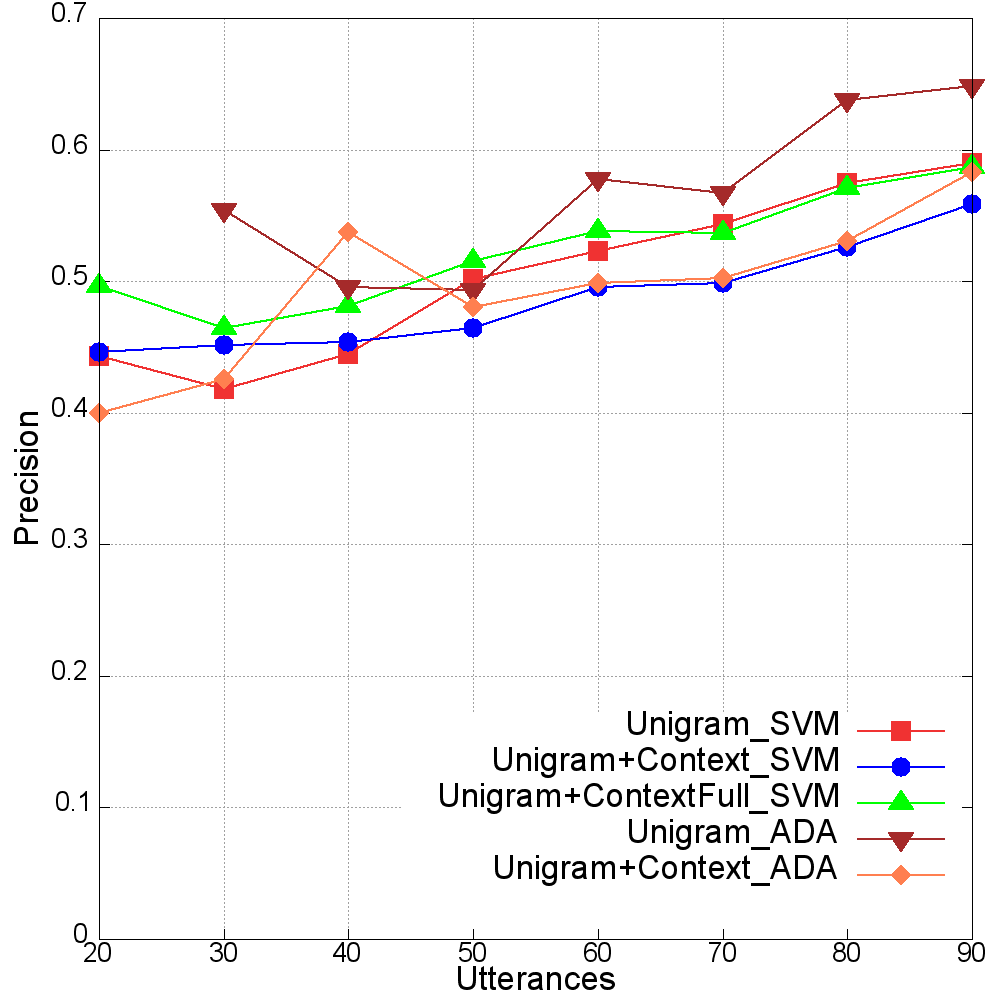 0.7
0.6
0.5
0.4
0.3
0.2
0.1
0
Precision
Unigram_SVM
Unigram+Context_SVM
Unigram+ContextFull_SVM
Unigram_ADA
Unigram+Context_ADA
20 30 40 50 60 70 80 90
Utterances